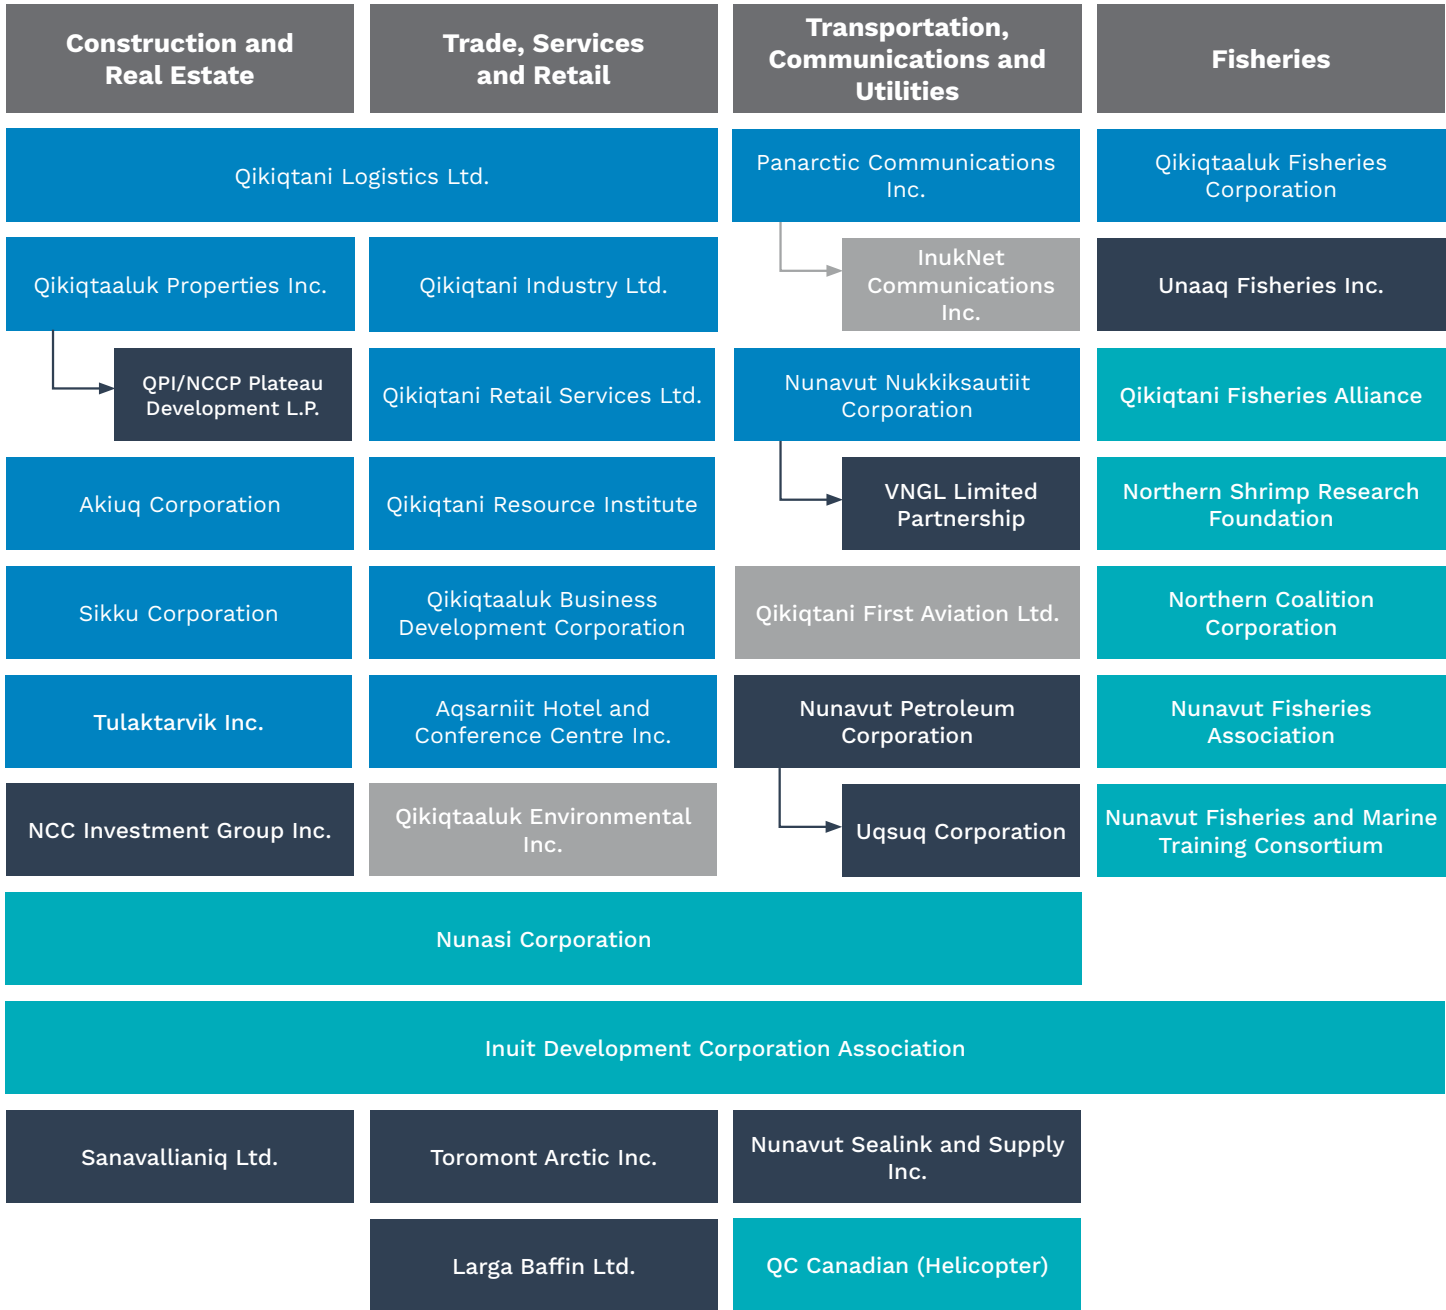 Construction and
Real Estate
Trade, Services
and Retail
Transportation,
Communications and
Utilities
Fisheries
Qikiqtani Logistics Ltd.
Panarctic Communications
Inc.
Qikiqtaaluk Fisheries
Corporation
Qikiqtaaluk Properties Inc.
Qikiqtani Industry Ltd.
InukNet
Communications
Inc.
Unaaq Fisheries Inc.
QPI/NCCP Plateau
Development L.P.
Qikiqtani Retail Services Ltd.
Nunavut Nukkiksautiit
Corporation
Qikiqtani Fisheries Alliance
Akiuq Corporation
Qikiqtani Resource Institute
VNGL Limited
Partnership
Northern Shrimp Research
Foundation
Sikku Corporation
Qikiqtaaluk Business
Development Corporation
Qikiqtani First Aviation Ltd.
Northern Coalition
Corporation
Tulaktarvik Inc.
Aqsarniit Hotel and
Conference Centre Inc.
Nunavut Petroleum
Corporation
Nunavut Fisheries
Association
NCC Investment Group Inc.
Qikiqtaaluk Environmental
Inc.
Uqsuq Corporation
Nunavut Fisheries and Marine
Training Consortium
Nunasi Corporation
Inuit Development Corporation Association
Sanavallianiq Ltd.
Toromont Arctic Inc.
Nunavut Sealink and Supply
Inc.
Larga Baffin Ltd.
QC Canadian (Helicopter)